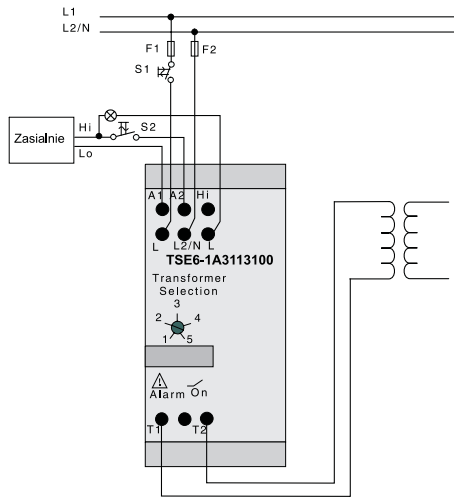 L1
L2/N
F1
F2
S1
Hi
S2
Zasialnie
Lo
A1 A2 Hi
L L2/N L
TSE6-1A3113100
Transformer
Selection
3
2 4
1 5
Alarm On
T1 T2